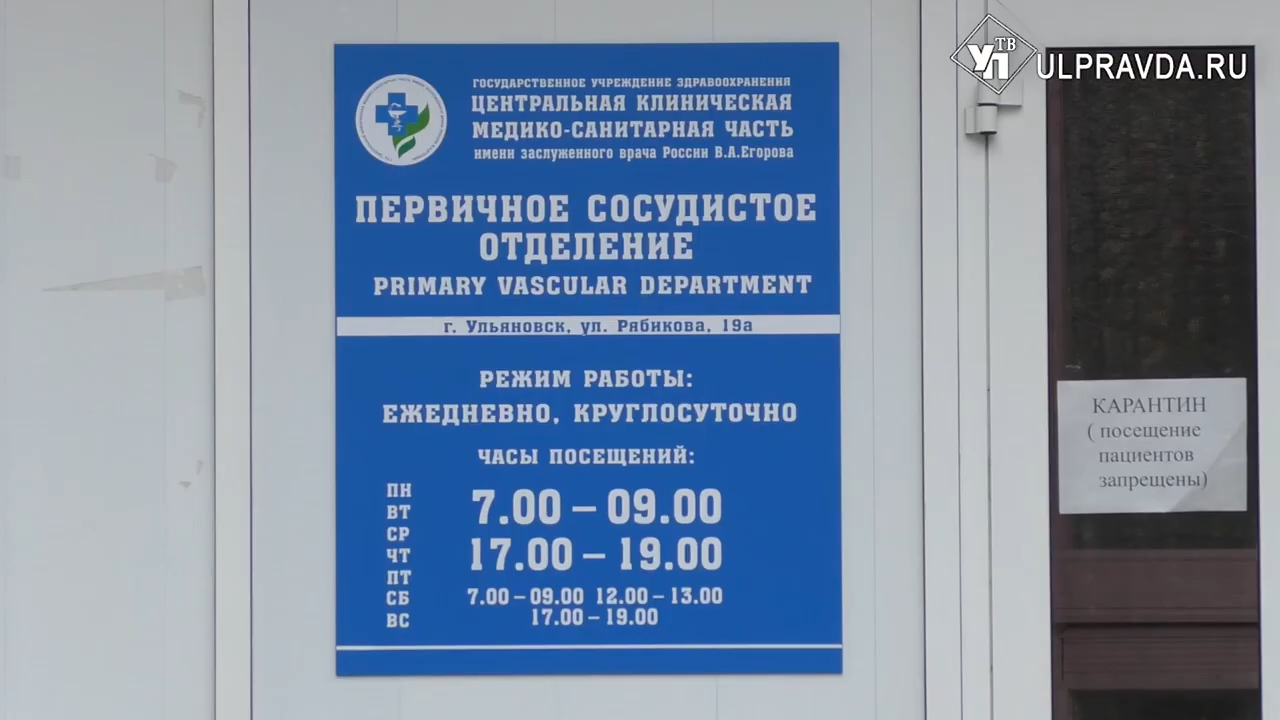 ГОСУДАРСТВЕННОЕ УЧРЕЖДЕНИЕ ЗДРАВООХРАНЕНИЯ
ЦЕНТРАЛЬНАЯ КЛИНИЧЕСКАЯ
МЕДИКО-САНИТАРНАЯ ЧАСТЬ
имени заслуженного врача России В.А.Егорова
ПЕРВИЧНОЕ СОСУДИСТОЕ
ОТДЕЛЕНИЕ
PRIMARY VASCULAR DEPARTMENT
г. Ульяновск, ул. Рябикова, 19а
РЕЖИМ РАБОТЫ:
ЕЖЕДНЕВНО, КРУГЛОСУТОЧНО
ЧАСЫ ПОСЕЩЕНИЙ:
ПН
ВТ
СР
ЧТ
ПТ
СБ
ВС
7.00 – 09.00
17.00 – 19.00
7.00 – 09.00 12.00 – 13.00
17.00 – 19.00
УП ТВ
ULPRAVDA.RU
КАРАНТИН
( посещение
пациентов
запрещены)